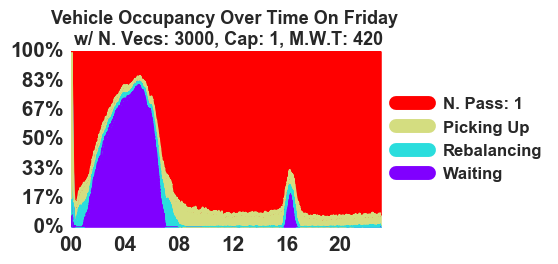 Vehicle Occupancy Over Time On Friday
w/ N. Vecs: 3000, Cap: 1, M.W.T: 420
100%
83%
67%
50%
33%
17%
0%
00 04 08 12 16 20
N. Pass: 1
Picking Up
Rebalancing
Waiting